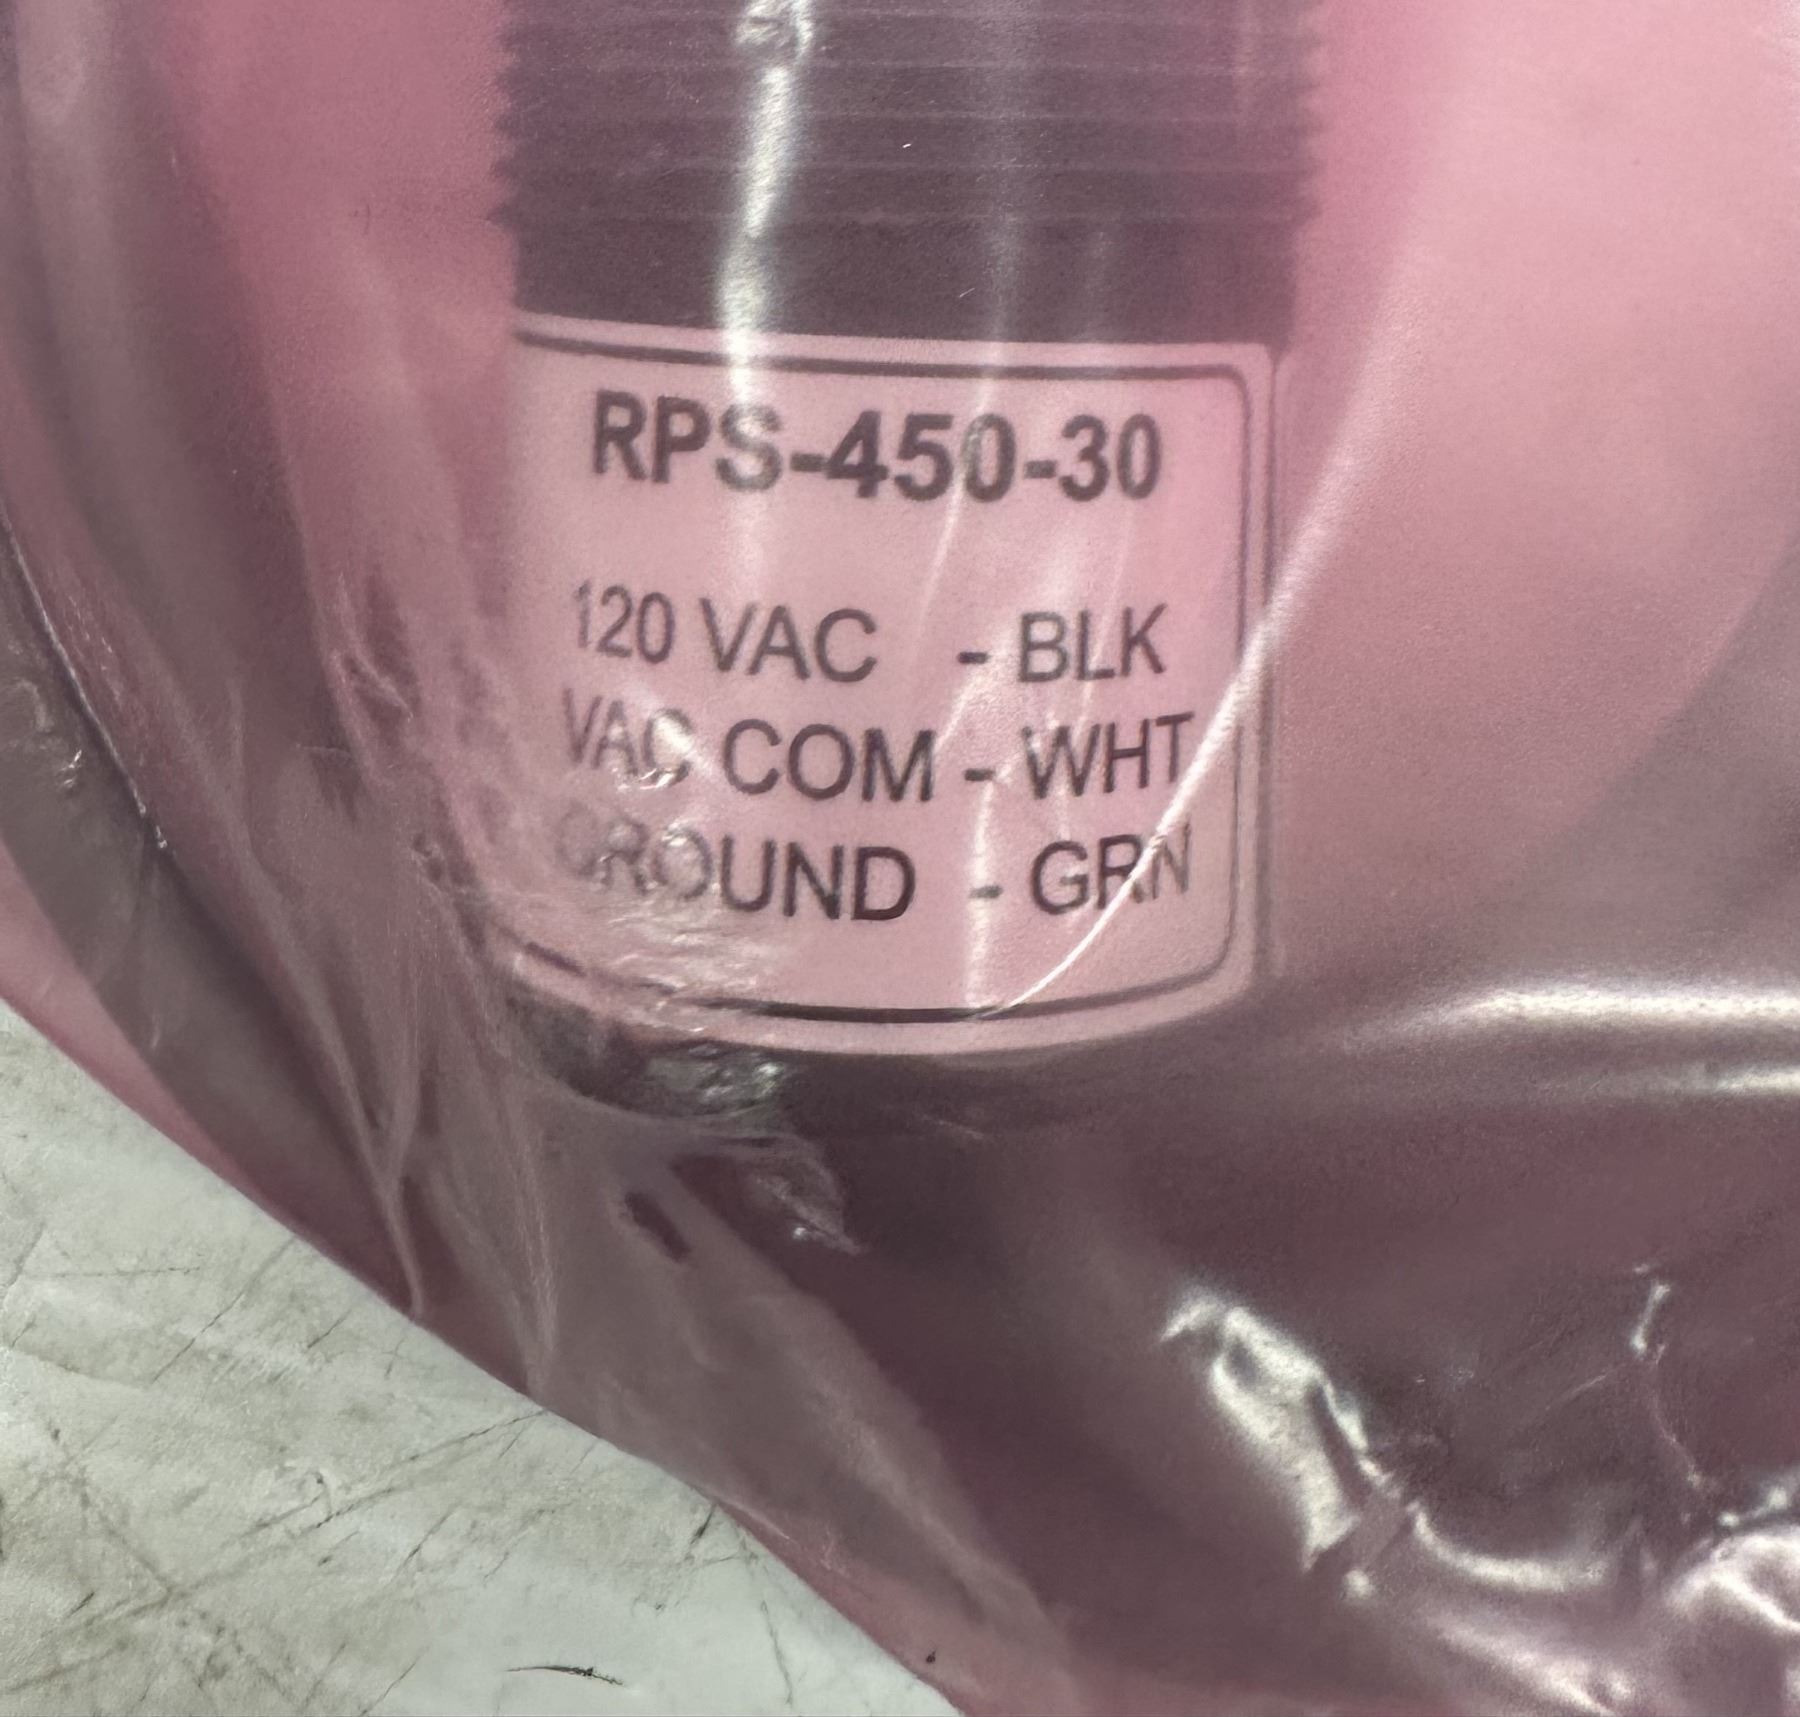 RPS-450-30
120 VAC - BLK
VAC COM - WHT
GROUND - GRN